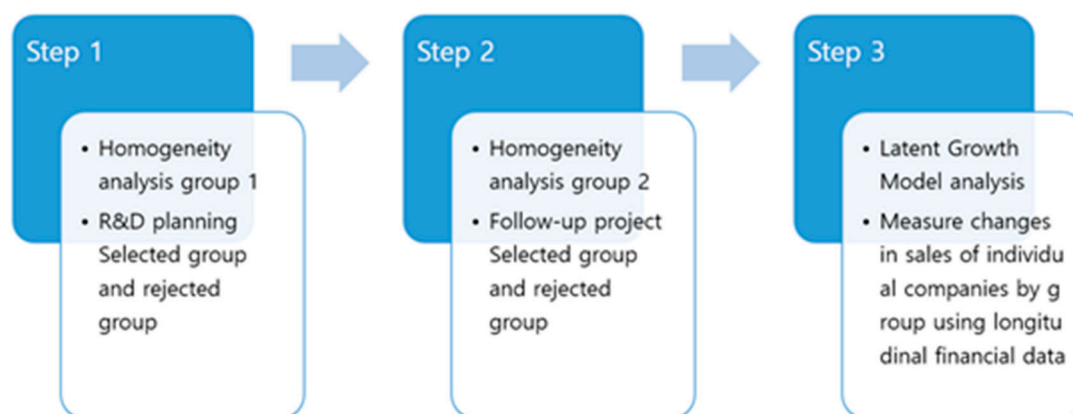 Step 1
• Homogeneity
analysis group 1
• R&D planning
Selected group
and rejected
group
Step 2
• Homogeneity
analysis group 2
• Follow-up project
Selected group
and rejected
group
Step 3
• Latent Growth
Model analysis
• Measure changes
in sales of individu
al companies by g
roup using longitu
dinal financial data